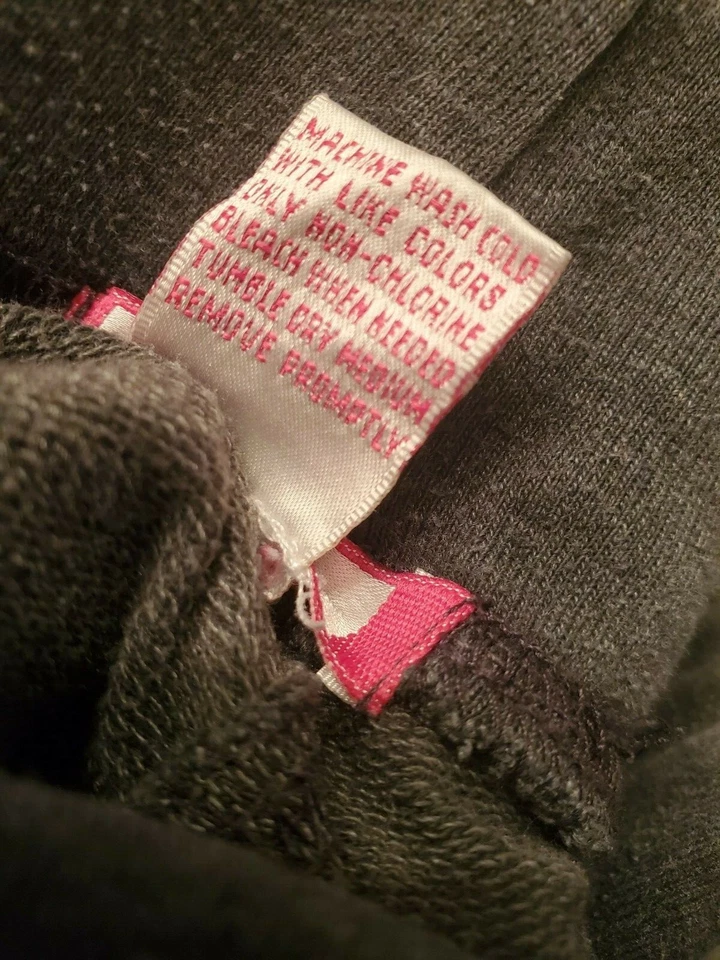 MACHINE WASH COLD
WITH LIKE COLORS
ONLY NON-CHLORINE
BLEACH WHEN NEEDED
TUMBLE DRY MEDIUM
REMOVE PROMPTLY